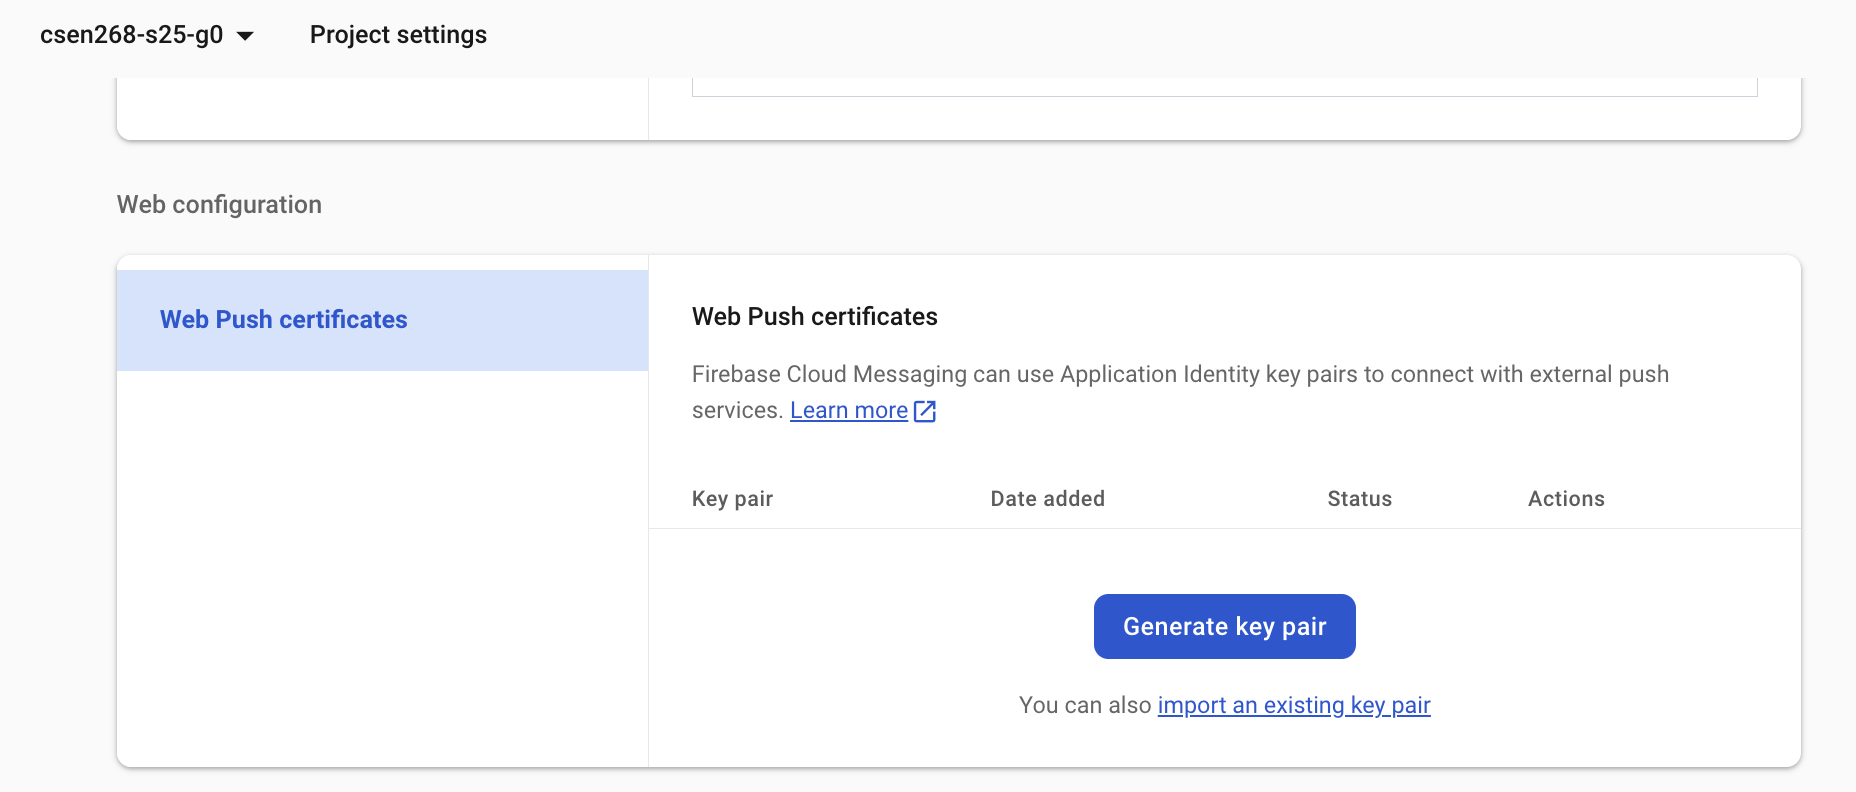 csen268-s25-g0 Project settings
Web configuration
Web Push certificates
Web Push certificates
Firebase Cloud Messaging can use Application Identity key pairs to connect with external push
services. Learn more
Key pair Date added Status Actions
Generate key pair
You can also import an existing key pair